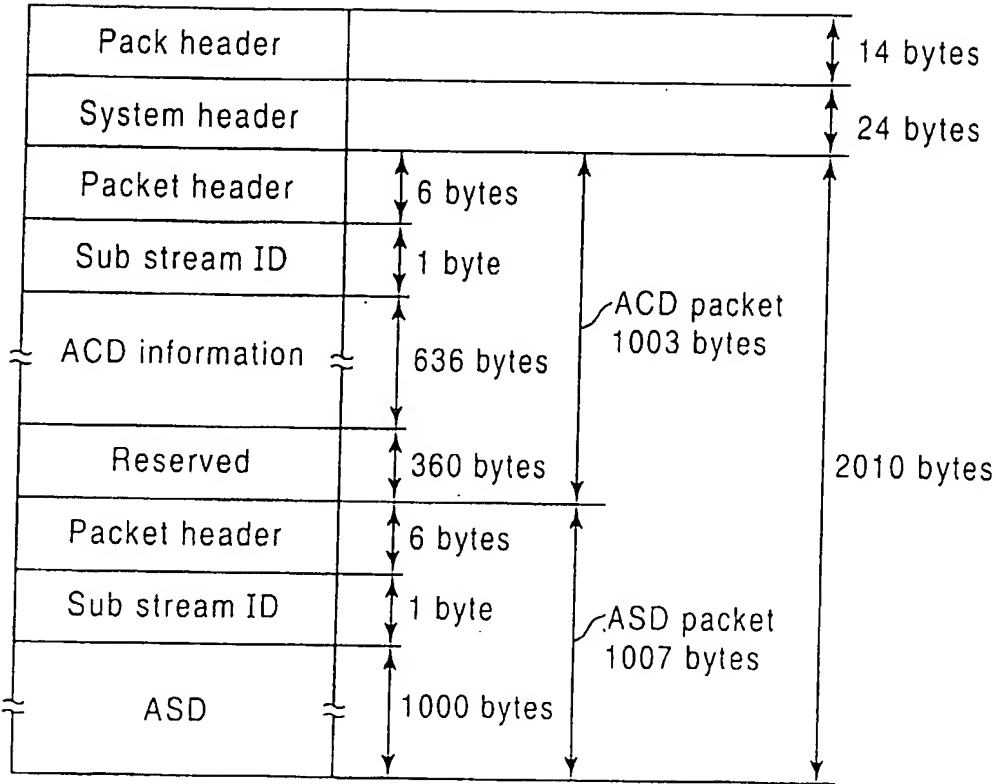 Pack header
14 bytes
System header
24 bytes
Packet header
6 bytes
Sub stream ID
1 byte
ACD information
636 bytes
ACD packet
1003 bytes
Reserved
360 bytes
2010 bytes
Packet header
6 bytes
Sub stream ID
1 byte
ASD packet
1007 bytes
ASD
1000 bytes